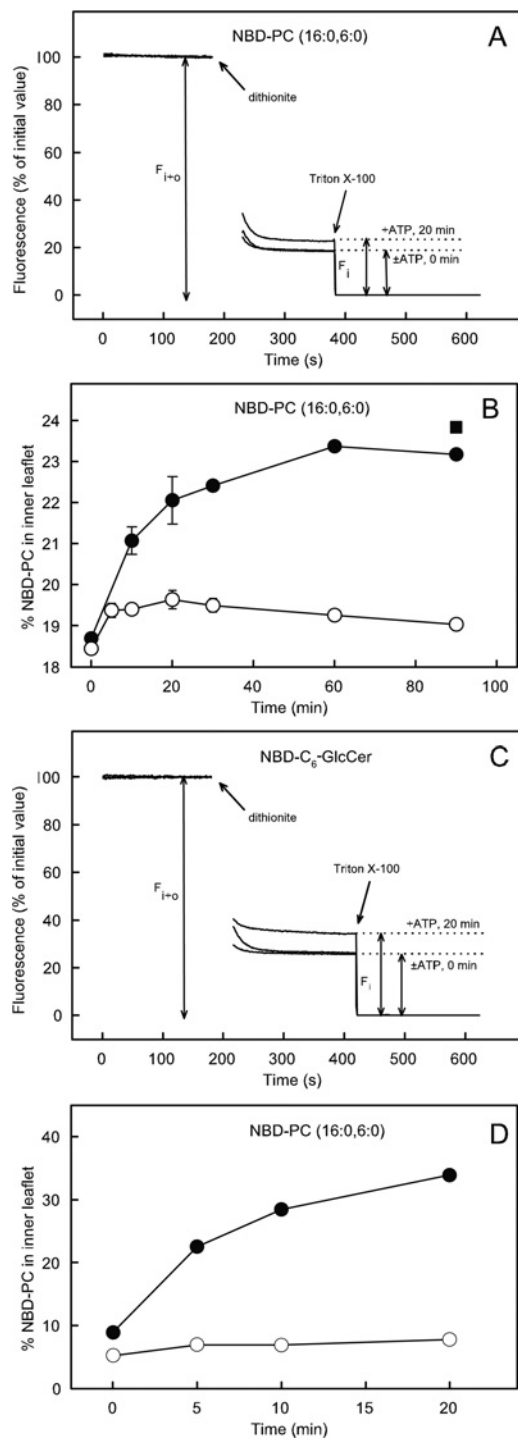 NBD-PC (16:0,6:0)
A
Fluorescence (% of initial value)
100
80
60
40
20
0
dithionite
F i+o
Triton X-100
+ATP, 20 min
±ATP, 0 min
F i
0 100 200 300 400 500 600
Time (s)
NBD-PC (16:0,6:0)
B
% NBD-PC in inner leaflet
24
23
22
21
20
19
18
0 20 40 60 80 100
Time (min)
NBD-C6-GlcCer
C
Fluorescence (% of initial value)
100
80
60
40
20
0
dithionite
F i+o
Triton X-100
+ATP, 20 min
±ATP, 0 min
F i
0 100 200 300 400 500 600
Time (s)
NBD-PC (16:0,6:0)
D
% NBD-PC in inner leaflet
40
30
20
10
0
0 5 10 15 20
Time (min)